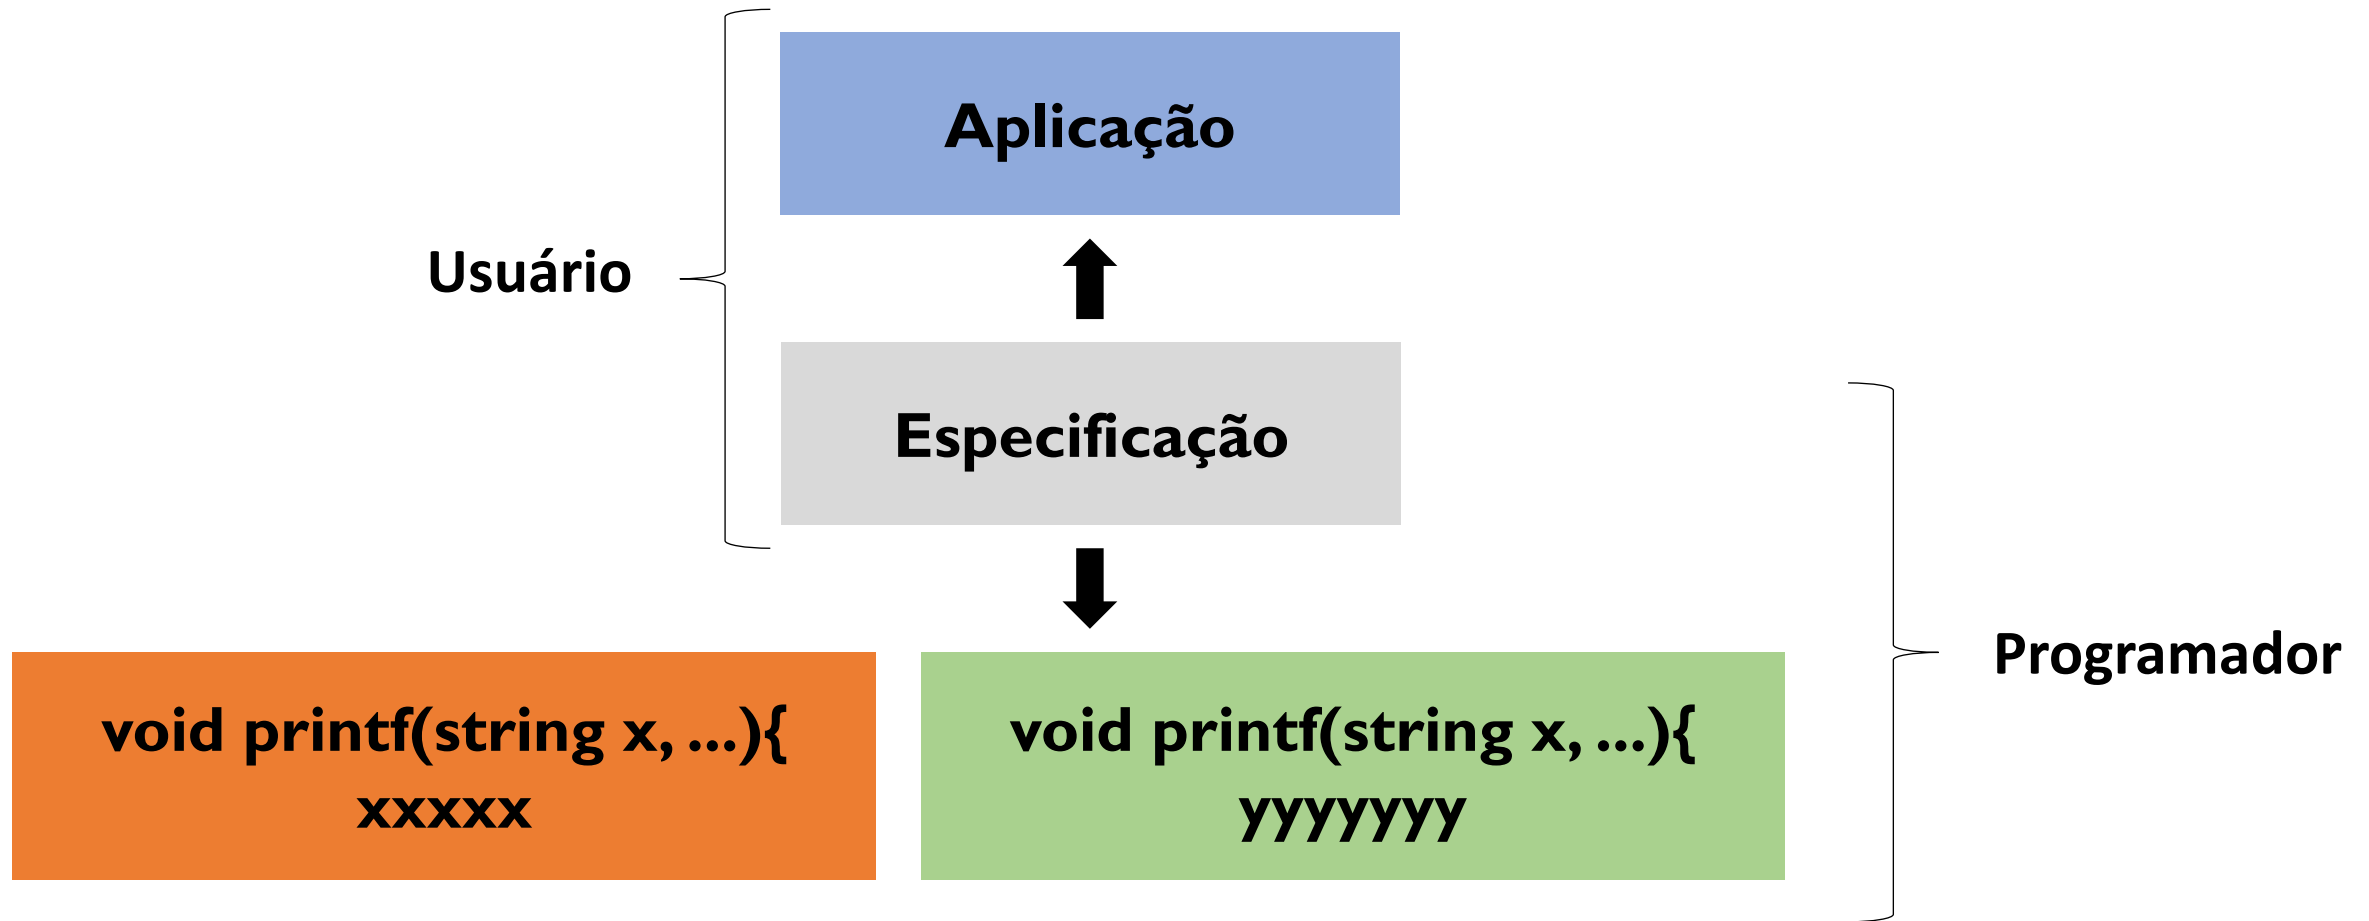 Aplicação
Usuário
Especificação
Programador
void printf(string x, ...){
xxxxx
void printf(string x, ...){
yyyyyyy